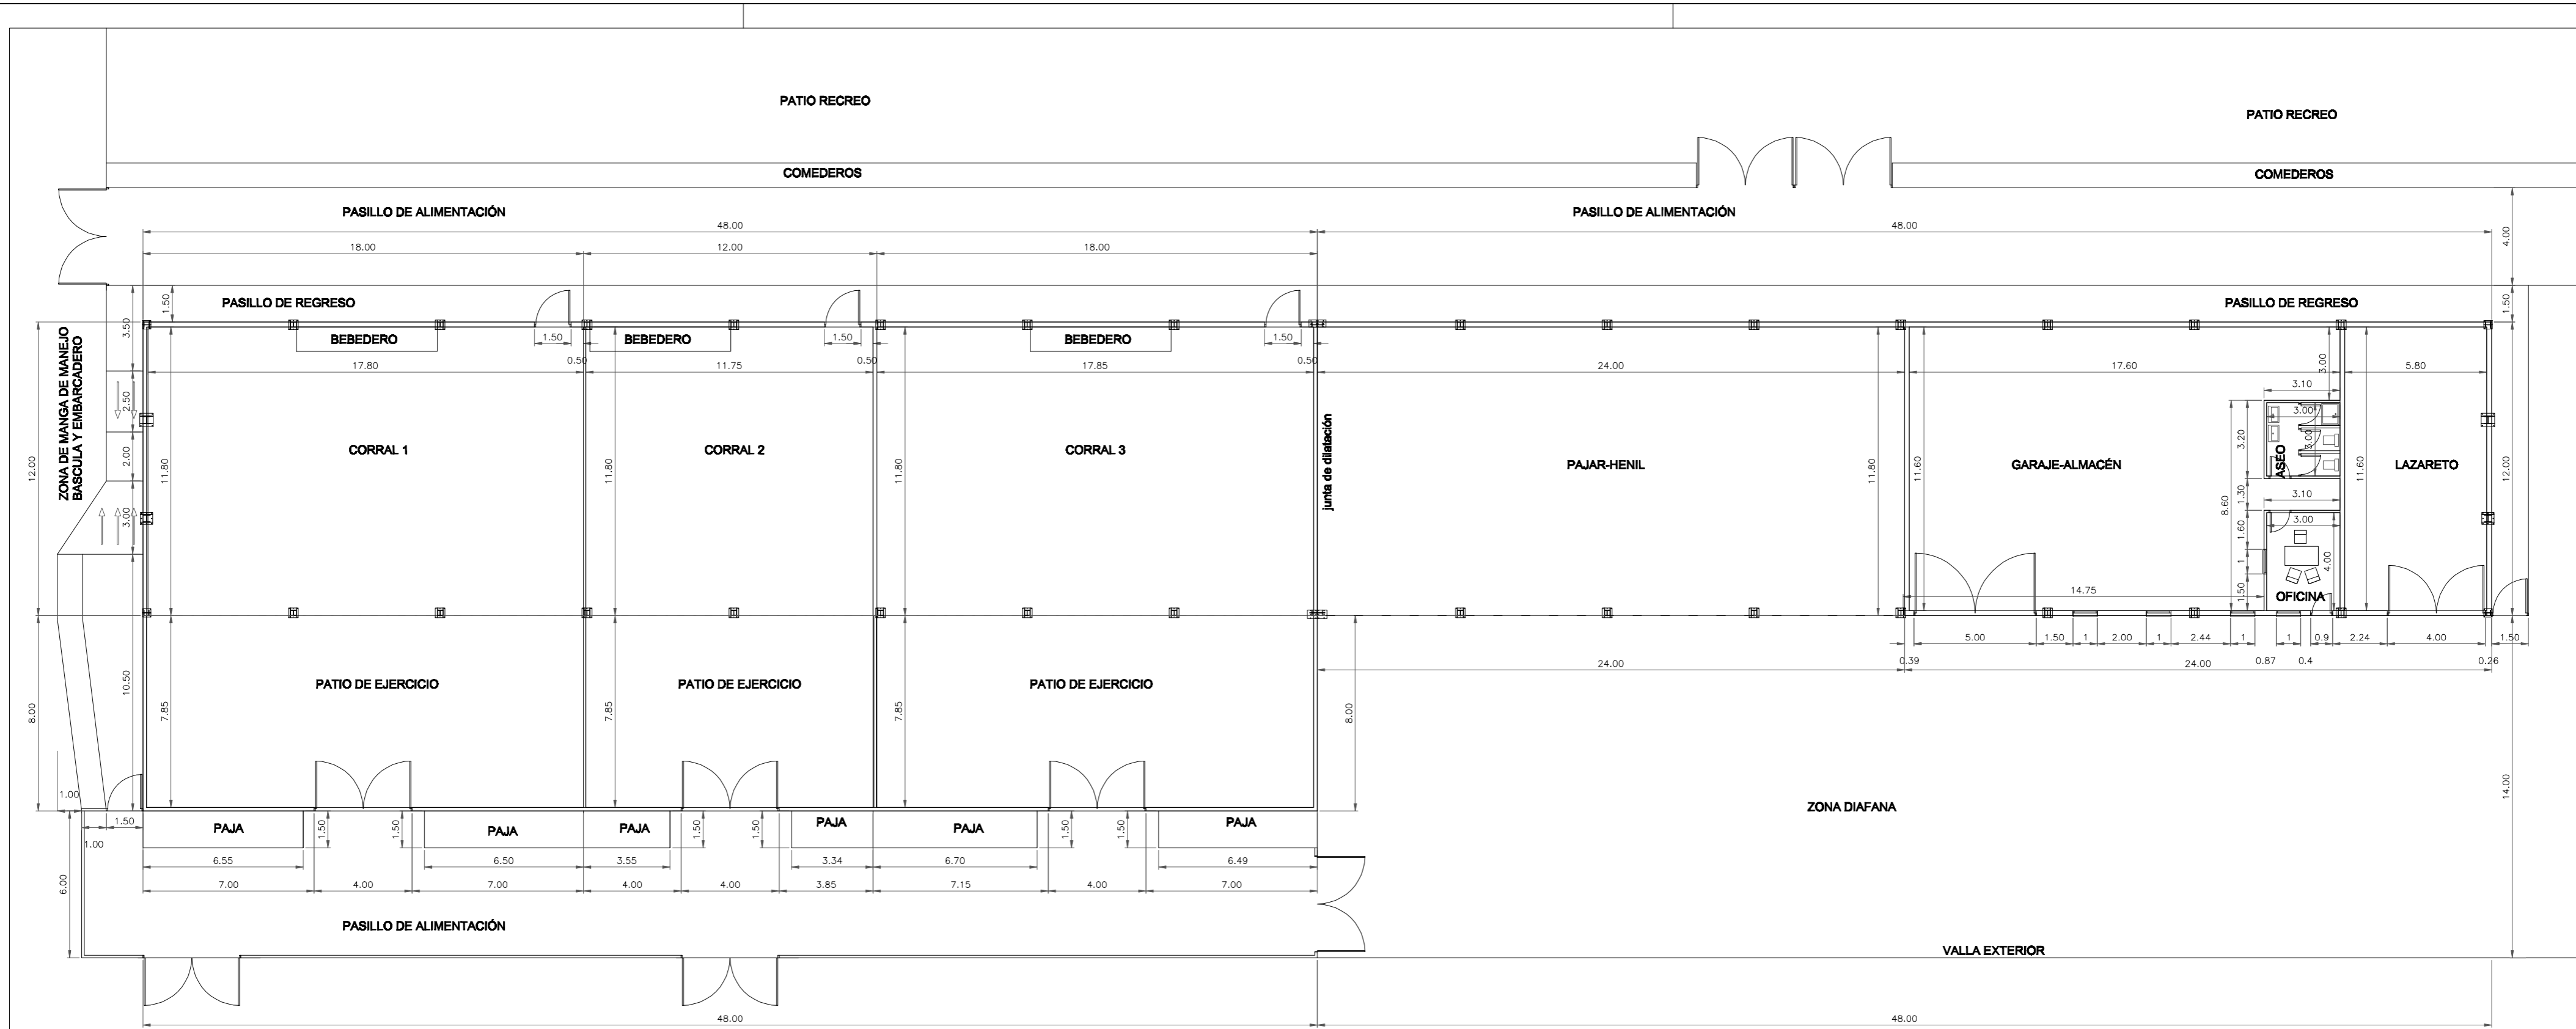 PATIO RECREO
PATIO RECREO
COMEDEROS
COMEDEROS
PASILLO DE ALIMENTACIÓN
PASILLO DE ALIMENTACIÓN
48.00
48.00
4.00
18.00
12.00
18.00
PASILLO DE REGRESO
1.50
3.50
PASILLO DE REGRESO
1.50
BEBEDERO
BEBEDERO
BEBEDERO
1.50
1.50
1.50
0.50
0.50
0.50
17.80
11.75
17.85
24.00
17.60
5.80
3.00
3.10
3.00
3.00
ZONA DE MANGA DE MANEJO
BASCULA Y EMBARCADERO
2.50
2.00
3.00
12.00
11.80
CORRAL 1
11.80
CORRAL 2
11.80
CORRAL 3
junta de dilatación
PAJAR-HENIL
11.80
11.60
GARAJE-ALMACÉN
3.20
ASEO
11.60
LAZARETO
12.00
8.60
1.30
3.10
3.00
1.60
1
4.00
1.50
14.75
OFICINA
5.00
1.50
1
2.00
1
2.44
1
1
0.9
2.24
4.00
1.50
24.00
0.39
24.00
0.87
0.4
0.26
10.50
8.00
7.85
PATIO DE EJERCICIO
7.85
PATIO DE EJERCICIO
7.85
PATIO DE EJERCICIO
8.00
14.00
ZONA DIAFANA
1.00
1.50
1.00
PAJA
1.50
1.50
PAJA
PAJA
1.50
1.50
PAJA
PAJA
1.50
1.50
PAJA
6.55
6.50
3.55
3.34
6.70
6.49
7.00
4.00
7.00
4.00
4.00
3.85
7.15
4.00
7.00
6.00
PASILLO DE ALIMENTACIÓN
VALLA EXTERIOR
48.00
48.00